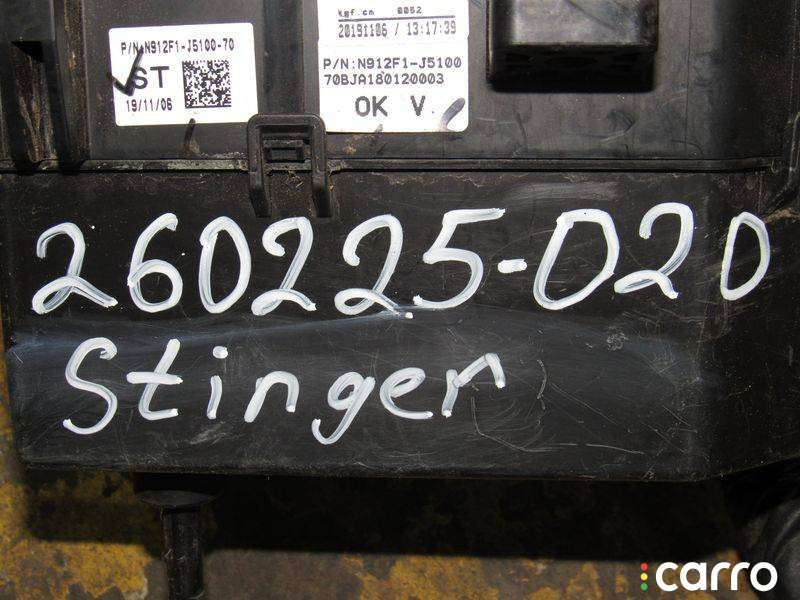 P/N:N912F1-J5100-70
ST
19/11/06
kgf.cm 0052
20191106 / 13:17:39
P/N:N912F1-J5100
70BJA180120003
OK V
260225-020
Stinger
carro